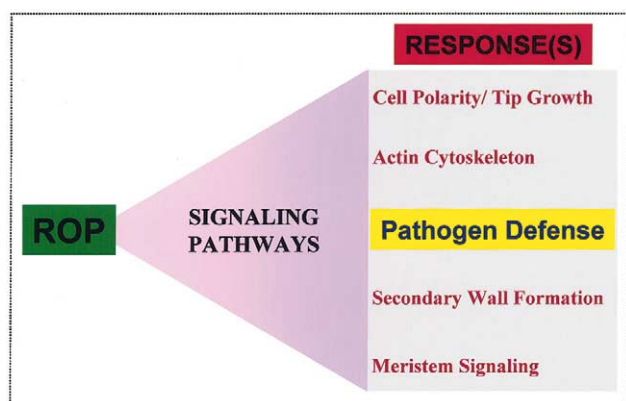 RESPONSE(S)
Cell Polarity/ Tip Growth
Actin Cytoskeleton
ROP
SIGNALING
PATHWAYS
Pathogen Defense
Secondary Wall Formation
Meristem Signaling